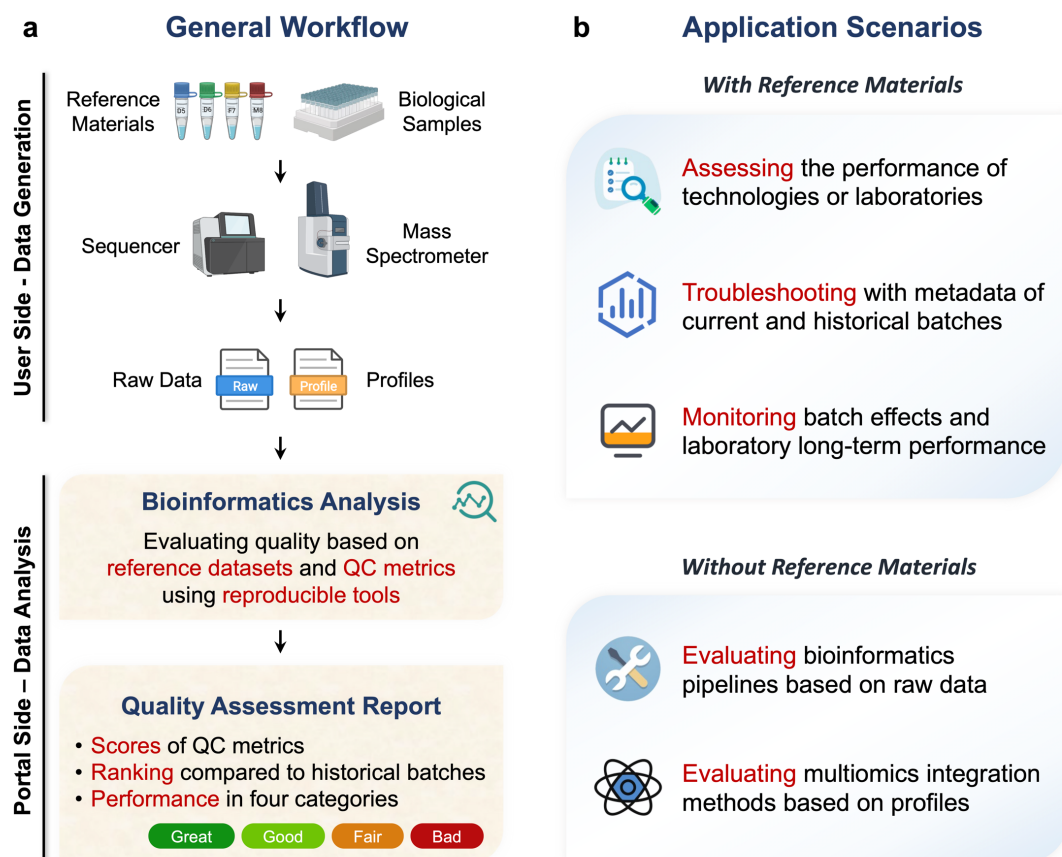 a
General Workflow
User Side - Data Generation
Reference
Materials
D5
D6
F7
M8
Biological
Samples
Sequencer
Mass
Spectrometer
Raw Data
Raw
Profile
Profiles
Portal Side – Data Analysis
Bioinformatics Analysis
Evaluating quality based on
reference datasets and QC metrics
using reproducible tools
Quality Assessment Report
• Scores of QC metrics
• Ranking compared to historical batches
• Performance in four categories
Great
Good
Fair
Bad
b
Application Scenarios
With Reference Materials
Assessing the performance of
technologies or laboratories
Troubleshooting with metadata of
current and historical batches
Monitoring batch effects and
laboratory long-term performance
Without Reference Materials
Evaluating bioinformatics
pipelines based on raw data
Evaluating multiomics integration
methods based on profiles